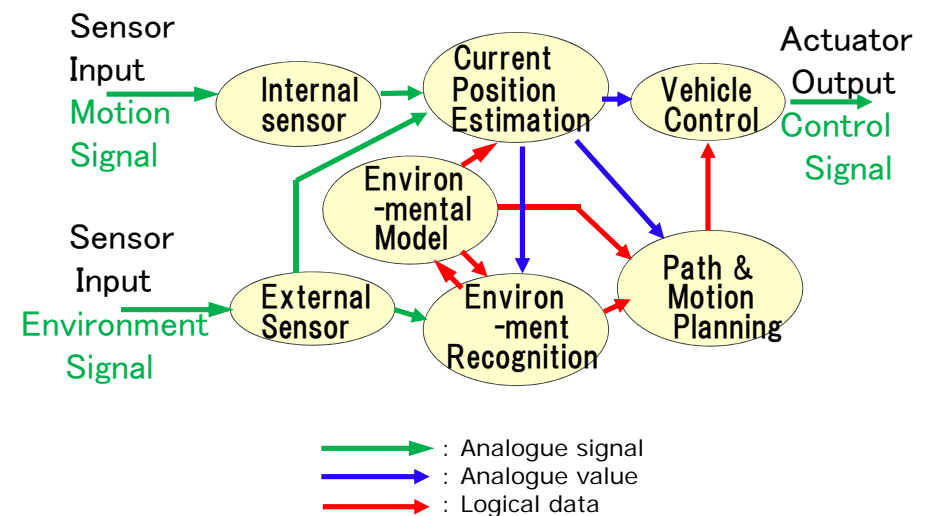 Sensor
Input
Motion
Signal
Internal
sensor
Current
Position
Estimation
Vehicle
Control
Actuator
Output
Control
Signal
Environ
-mental
Model
Sensor
Input
Environment
Signal
External
Sensor
Environ
-ment
Recognition
Path &
Motion
Planning
: Analogue signal
: Analogue value
: Logical data